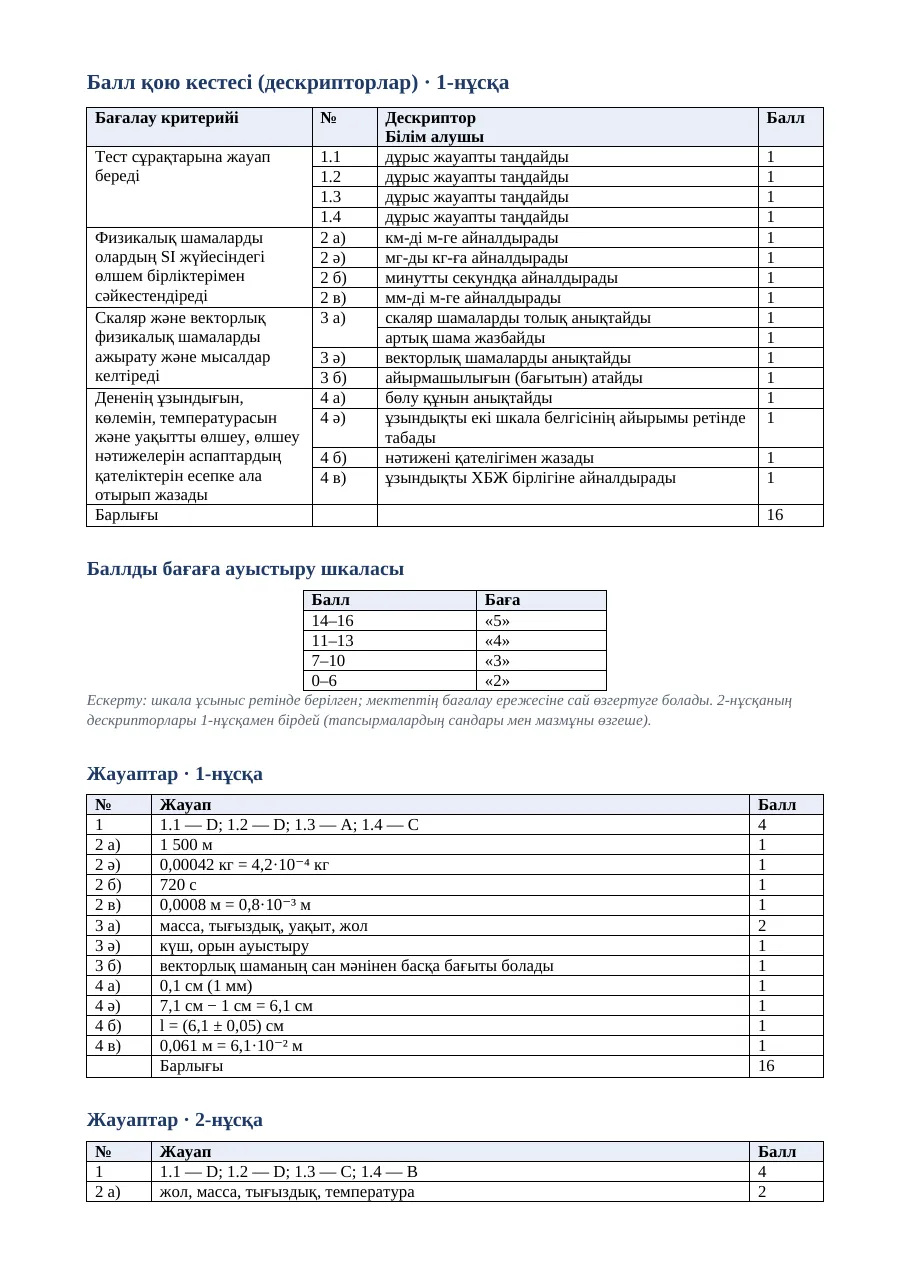 Балл қою кестесі (дескрипторлар) · 1-нұсқа
Бағалау критерийі № Дескриптор Балл
Білім алушы
Тест сұрақтарына жауап 1.1 дұрыс жауапты таңдайды 1
береді 1.2 дұрыс жауапты таңдайды 1
1.3 дұрыс жауапты таңдайды 1
1.4 дұрыс жауапты таңдайды 1
Физикалық шамаларды 2 а) км-ді м-ге айналдырады 1
олардың SI жүйесіндегі 2 ә) мг-ды кг-ға айналдырады 1
өлшем бірліктерімен 2 б) минутты секундқа айналдырады 1
сәйкестендіреді 2 в) мм-ді м-ге айналдырады 1
Скаляр және векторлық 3 а) скаляр шамаларды толық анықтайды 1
физикалық шамаларды артық шама жазбайды 1
ажырату және мысалдар 3 ә) векторлық шамаларды анықтайды 1
келтіреді 3 б) айырмашылығын (бағытын) атайды 1
Дененің ұзындығын, 4 а) бөлу құнын анықтайды 1
көлемін, температурасын 4 ә) ұзындықты екі шкала белгісінің айырымы ретінде 1
және уақытты өлшеу, өлшеу табады
нәтижелерін аспаптардың 4 б) нәтижені қателігімен жазады 1
қателіктерін есепке ала 4 в) ұзындықты ХБЖ бірлігіне айналдырады 1
отырып жазады
Барлығы 16
Баллды бағаға ауыстыру шкаласы
Балл Баға
14–16 «5»
11–13 «4»
7–10 «3»
0–6 «2»
Ескерту: шкала ұсыныс ретінде берілген; мектептің бағалау ережесіне сай өзгертуге болады. 2-нұсқаның
дескрипторлары 1-нұсқамен бірдей (тапсырмалардың сандары мен мазмұны өзгеше).
Жауаптар · 1-нұсқа
№ Жауап Балл
1 1.1 — D; 1.2 — D; 1.3 — A; 1.4 — C 4
2 а) 1 500 м 1
2 ә) 0,00042 кг = 4,2·10⁻⁴ кг 1
2 б) 720 с 1
2 в) 0,0008 м = 0,8·10⁻³ м 1
3 а) масса, тығыздық, уақыт, жол 2
3 ә) күш, орын ауыстыру 1
3 б) векторлық шаманың сан мәнінен басқа бағыты болады 1
4 а) 0,1 см (1 мм) 1
4 ә) 7,1 см − 1 см = 6,1 см 1
4 б) l = (6,1 ± 0,05) см 1
4 в) 0,061 м = 6,1·10⁻² м 1
Барлығы 16
Жауаптар · 2-нұсқа
№ Жауап Балл
1 1.1 — D; 1.2 — D; 1.3 — C; 1.4 — B 4
2 а) жол, масса, тығыздық, температура 2